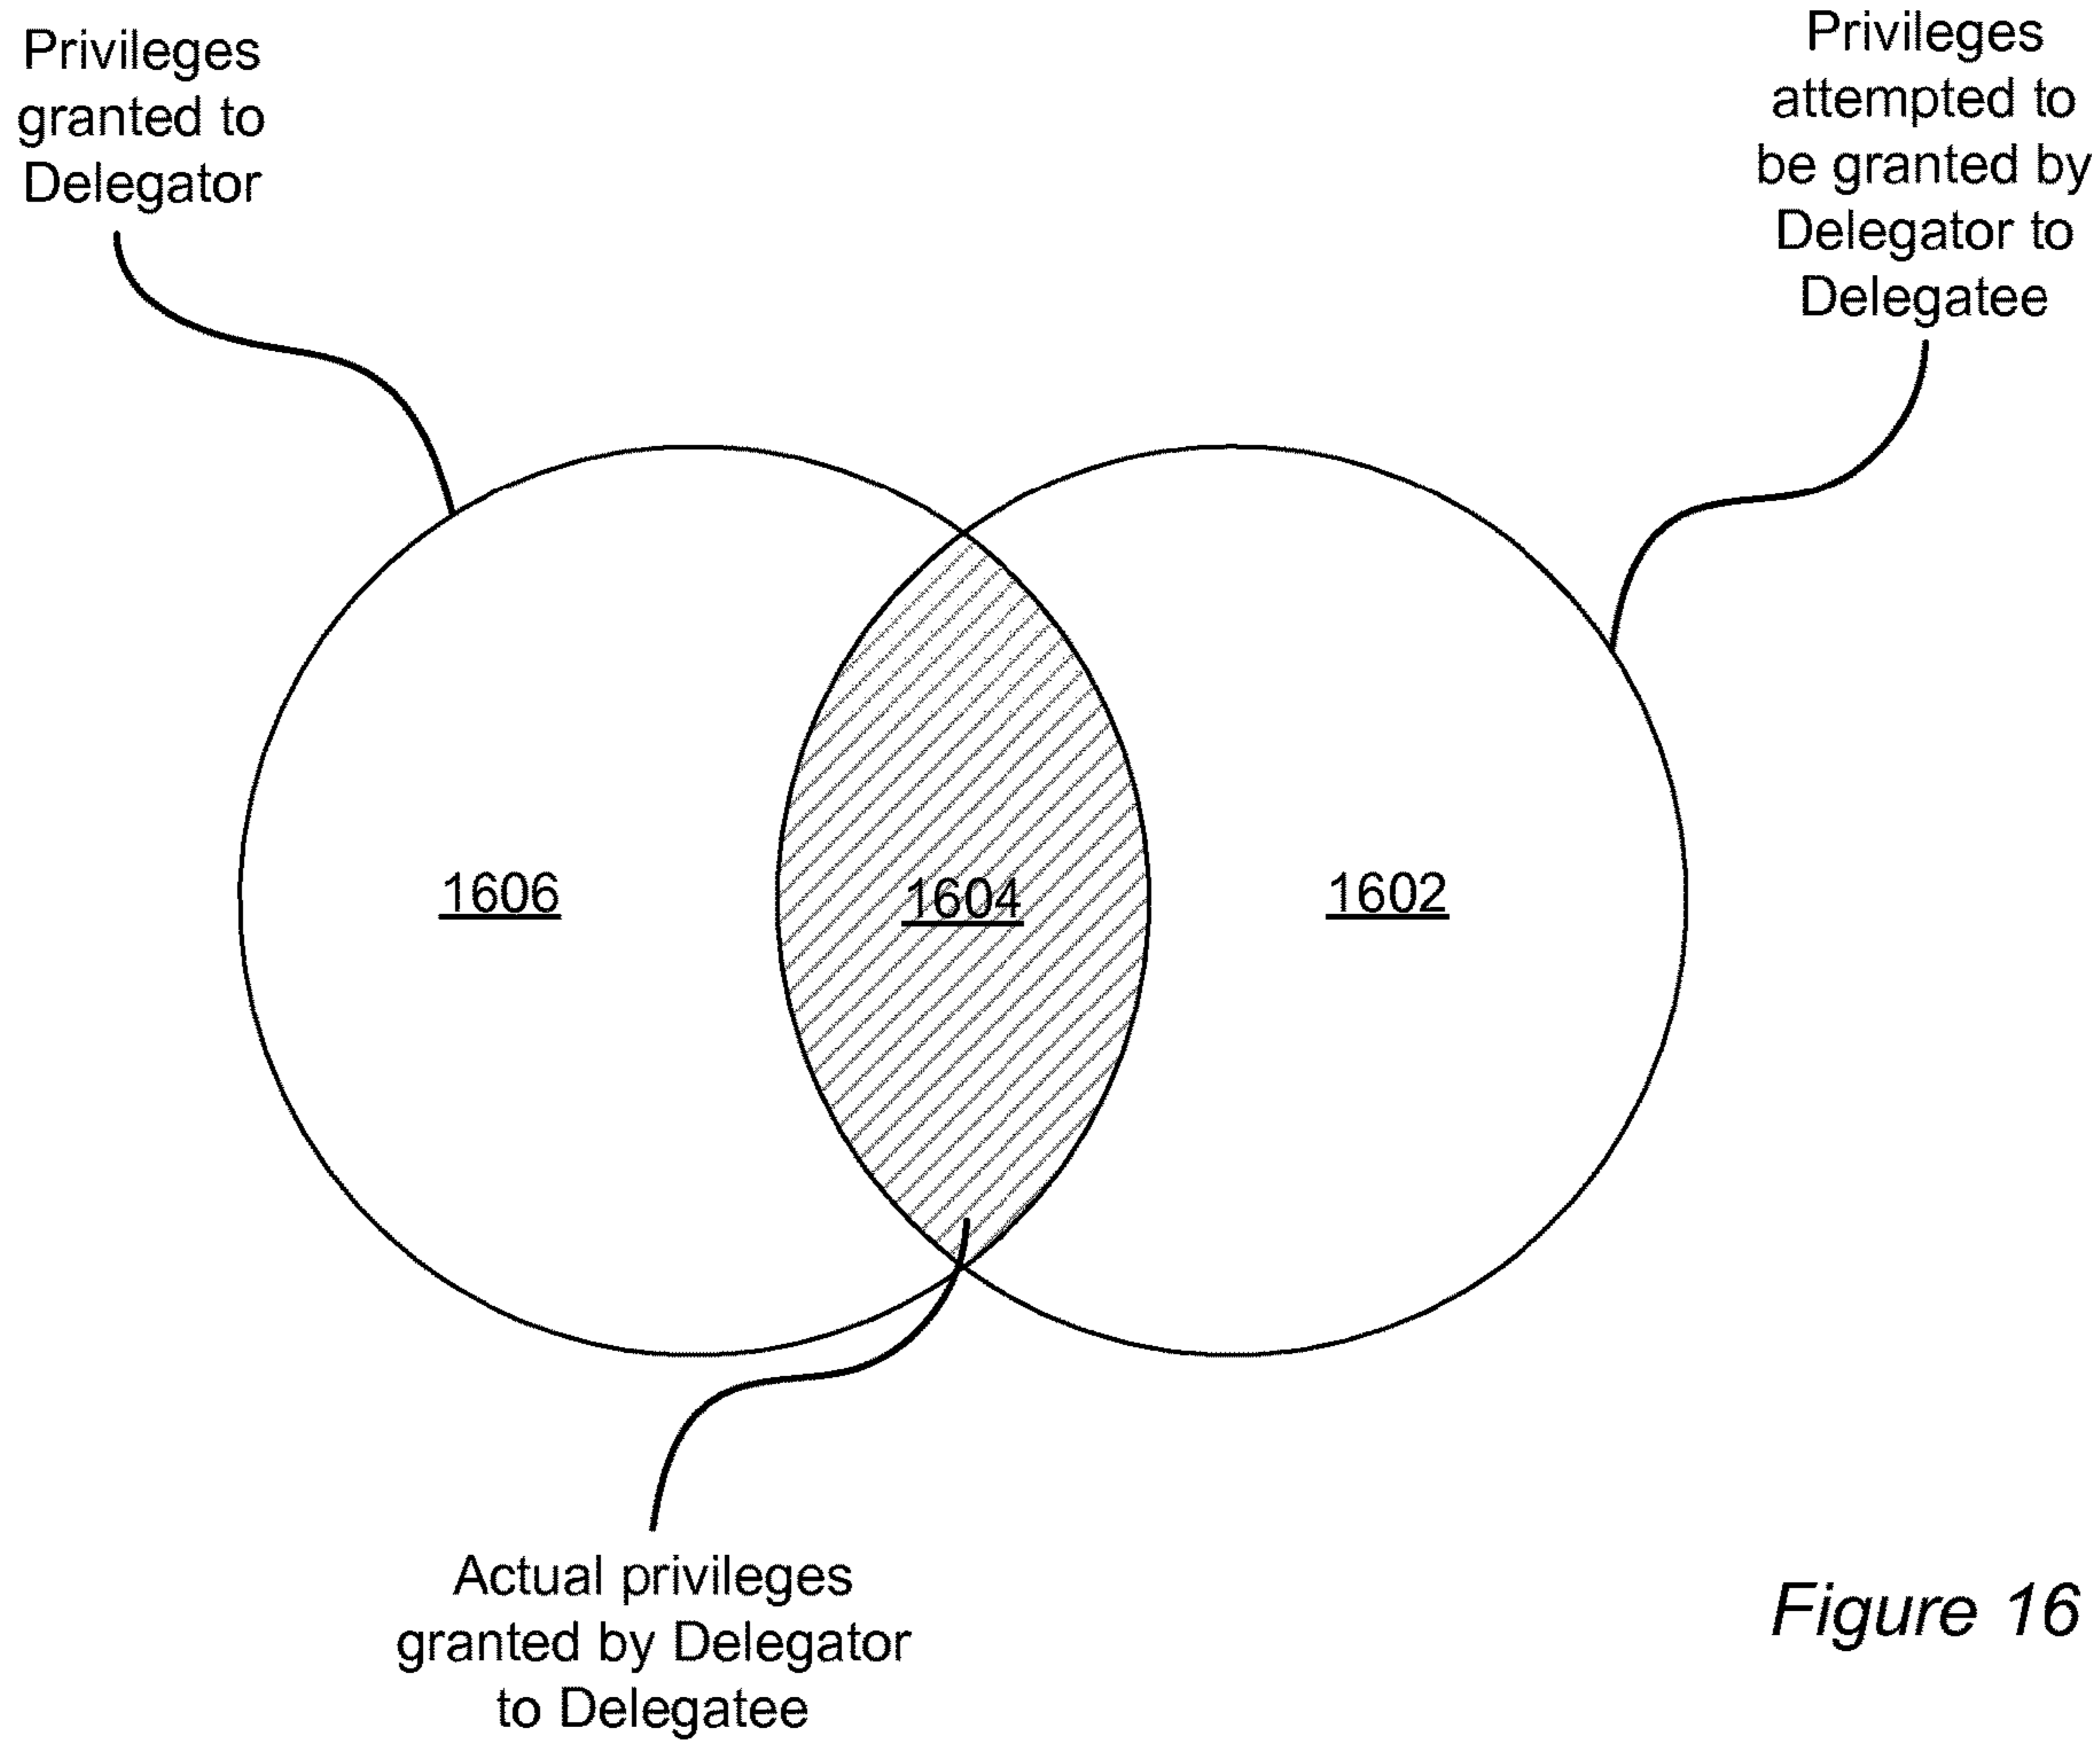 Privileges
granted to
Delegator
Privileges
attempted to
be granted by
Delegator to
Delegatee
1606
1604
1602
Actual privileges
granted by Delegator
to Delegatee
Figure 16